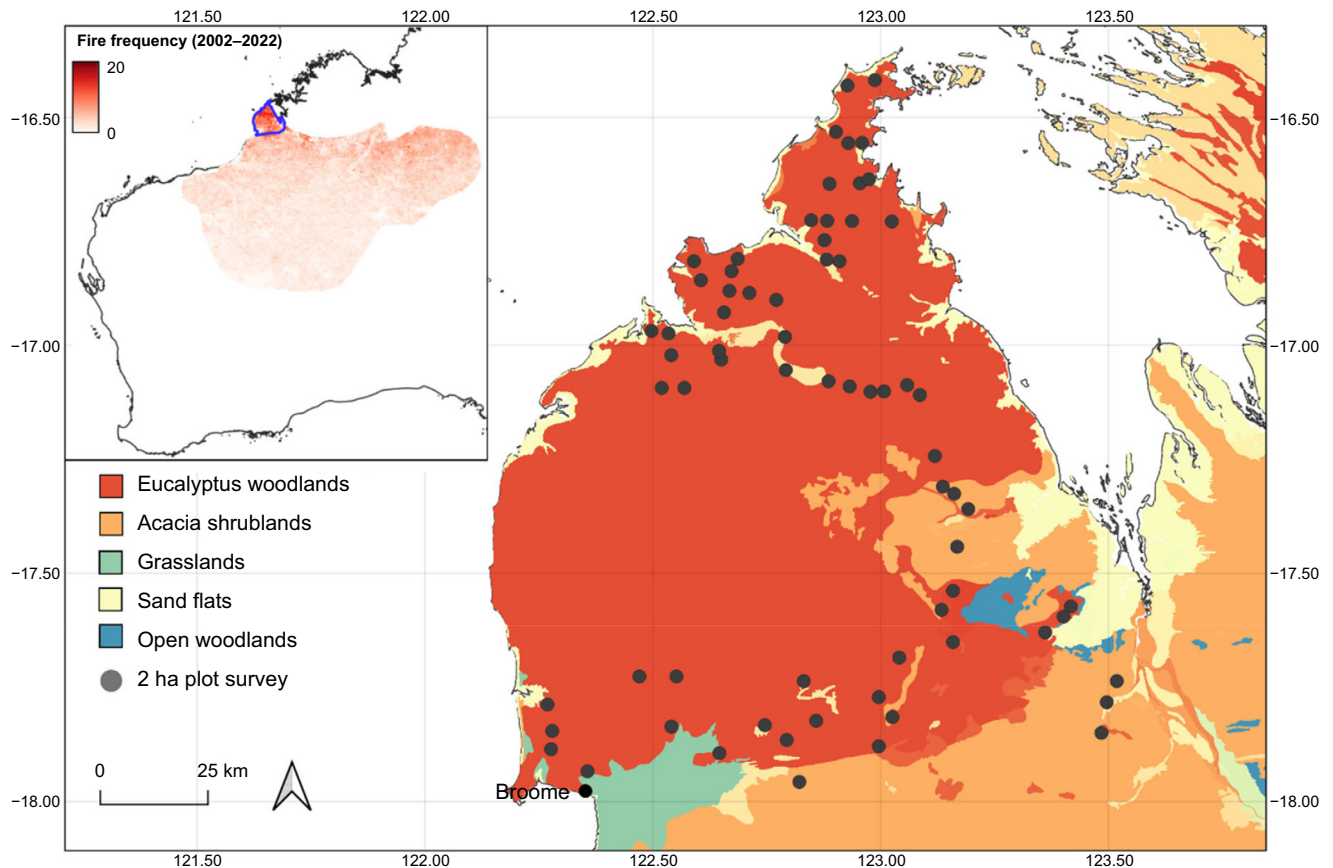 121.50 122.00 122.50 123.00 123.50
Fire frequency (2002–2022)
20
0
−16.50 −16.50
−17.00 −17.00
Eucalyptus woodlands
Acacia shrublands
Grasslands
Sand flats
Open woodlands
2 ha plot survey
−17.50 −17.50
0 25 km
Broome
−18.00 −18.00
121.50 122.00 122.50 123.00 123.50